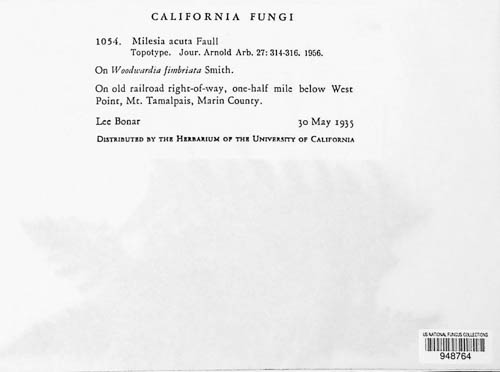 CALIFORNIA FUNGI
1054. Milesia acuta Faull
Topotype. Jour. Arnold Arb. 27: 314-316. 1956.
On Woodwardia fimbriata Smith.
On old railroad right-of-way, one-half mile below West
Point, Mt. Tamalpais, Marin County.
Lee Bonar 30 May 1935
DISTRIBUTED BY THE HERBARIUM OF THE UNIVERSITY OF CALIFORNIA
US NATIONAL FUNGUS COLLECTIONS
948764